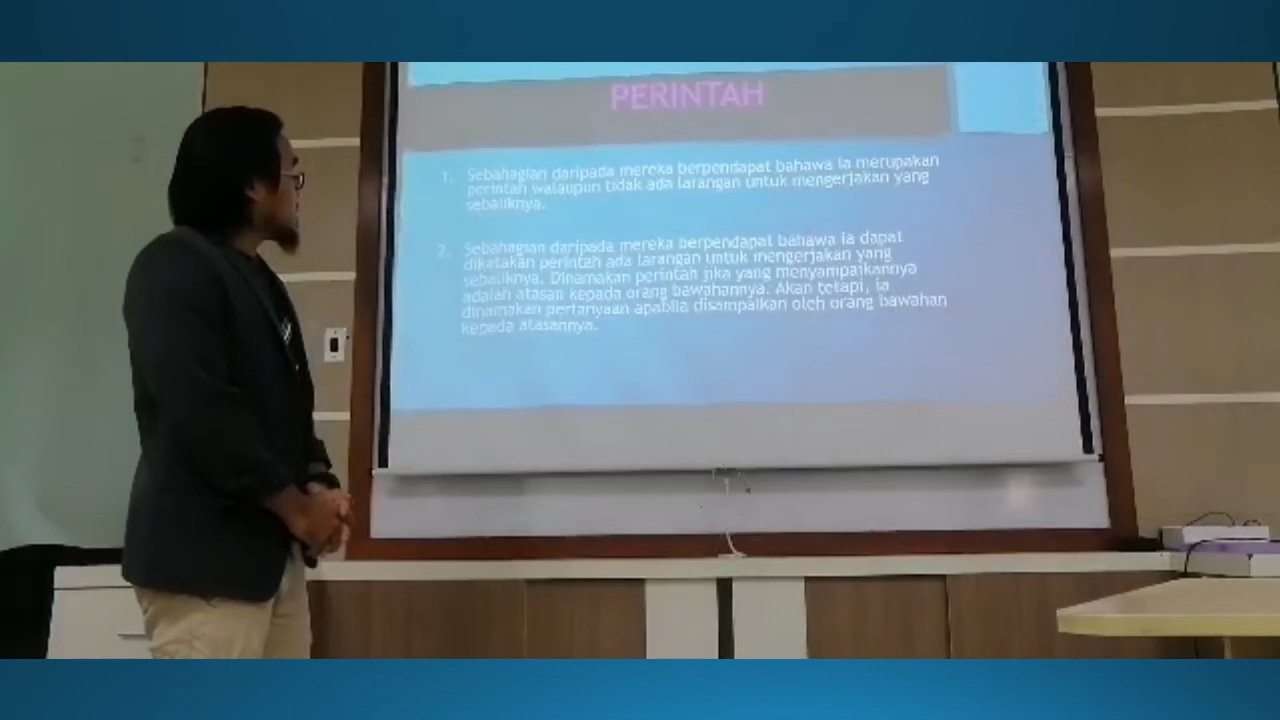 PERINTAH
1. Sebahagian daripada mereka berpendapat bahawa ia merupakan
perintah walaupun tidak ada larangan untuk mengerjakan yang
sebaliknya.
2. Sebahagian daripada mereka berpendapat bahawa ia dapat
dikatakan perintah ada larangan untuk mengerjakan yang
sebaliknya. Dinamakan perintah jika yang menyampaikannya
adalah atasan kepada orang bawahannya. Akan tetapi, ia
dinamakan pertanyaan apabila disampaikan oleh orang bawahan
kepada atasannya.